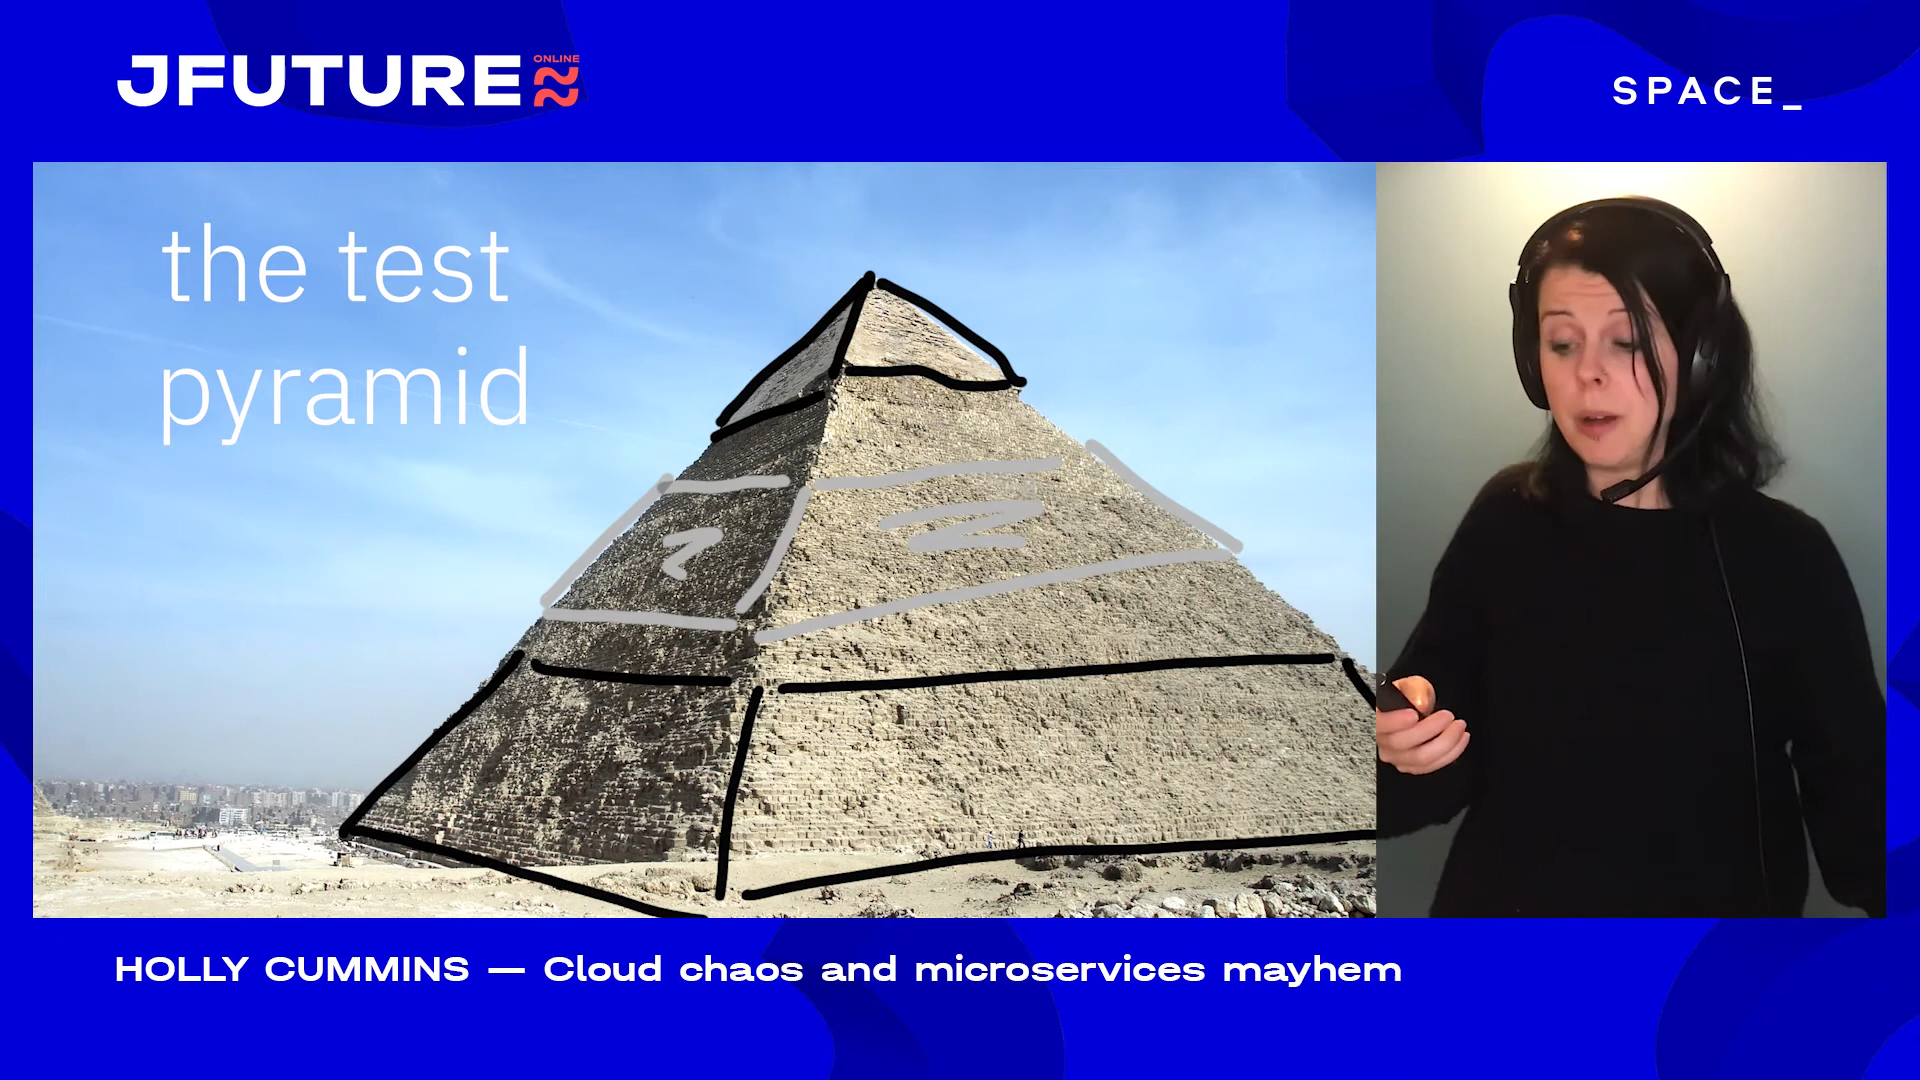 JFUTURE ONLINE
SPACE_
the test
pyramid
HOLLY CUMMINS — Cloud chaos and microservices mayhem